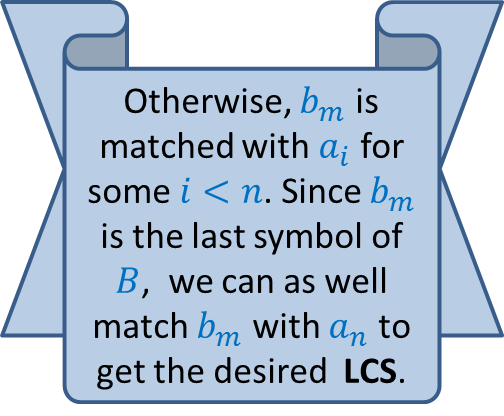 Otherwise, bₘ is
matched with aᵢ for
some i < n. Since bₘ
is the last symbol of
B, we can as well
match bₘ with aₙ to
get the desired LCS.